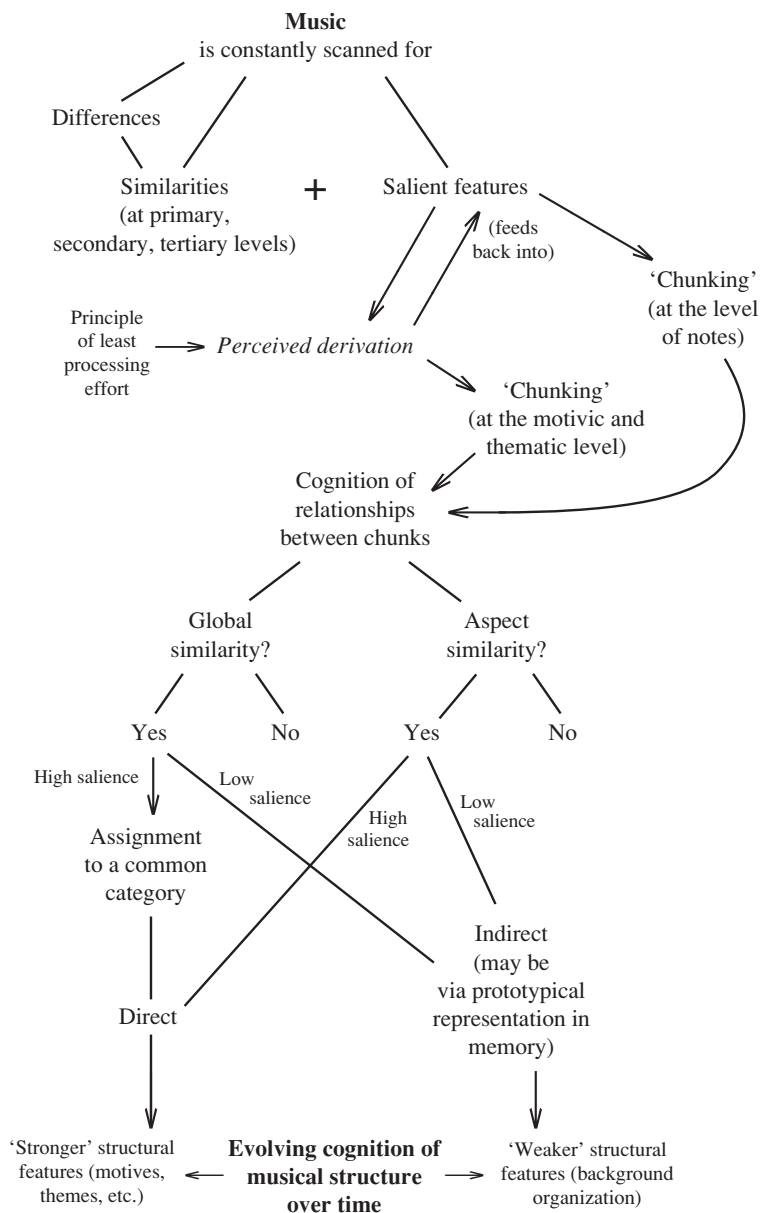 Music
is constantly scanned for
Differences
Similarities
(at primary,
secondary, tertiary levels)
+
Salient features
(feeds
back into)
‘Chunking’
(at the level
of notes)
Principle
of least
processing
effort
Perceived derivation
‘Chunking’
(at the motivic and
thematic level)
Cognition of
relationships
between chunks
Global
similarity?
Aspect
similarity?
Yes
No
Yes
No
High salience
Low
salience
High
salience
Low
salience
Assignment
to a common
category
Indirect
(may be
via prototypical
representation in
memory)
Direct
‘Stronger’ structural
features (motives,
themes, etc.)
Evolving cognition of
musical structure
over time
‘Weaker’ structural
features (background
organization)